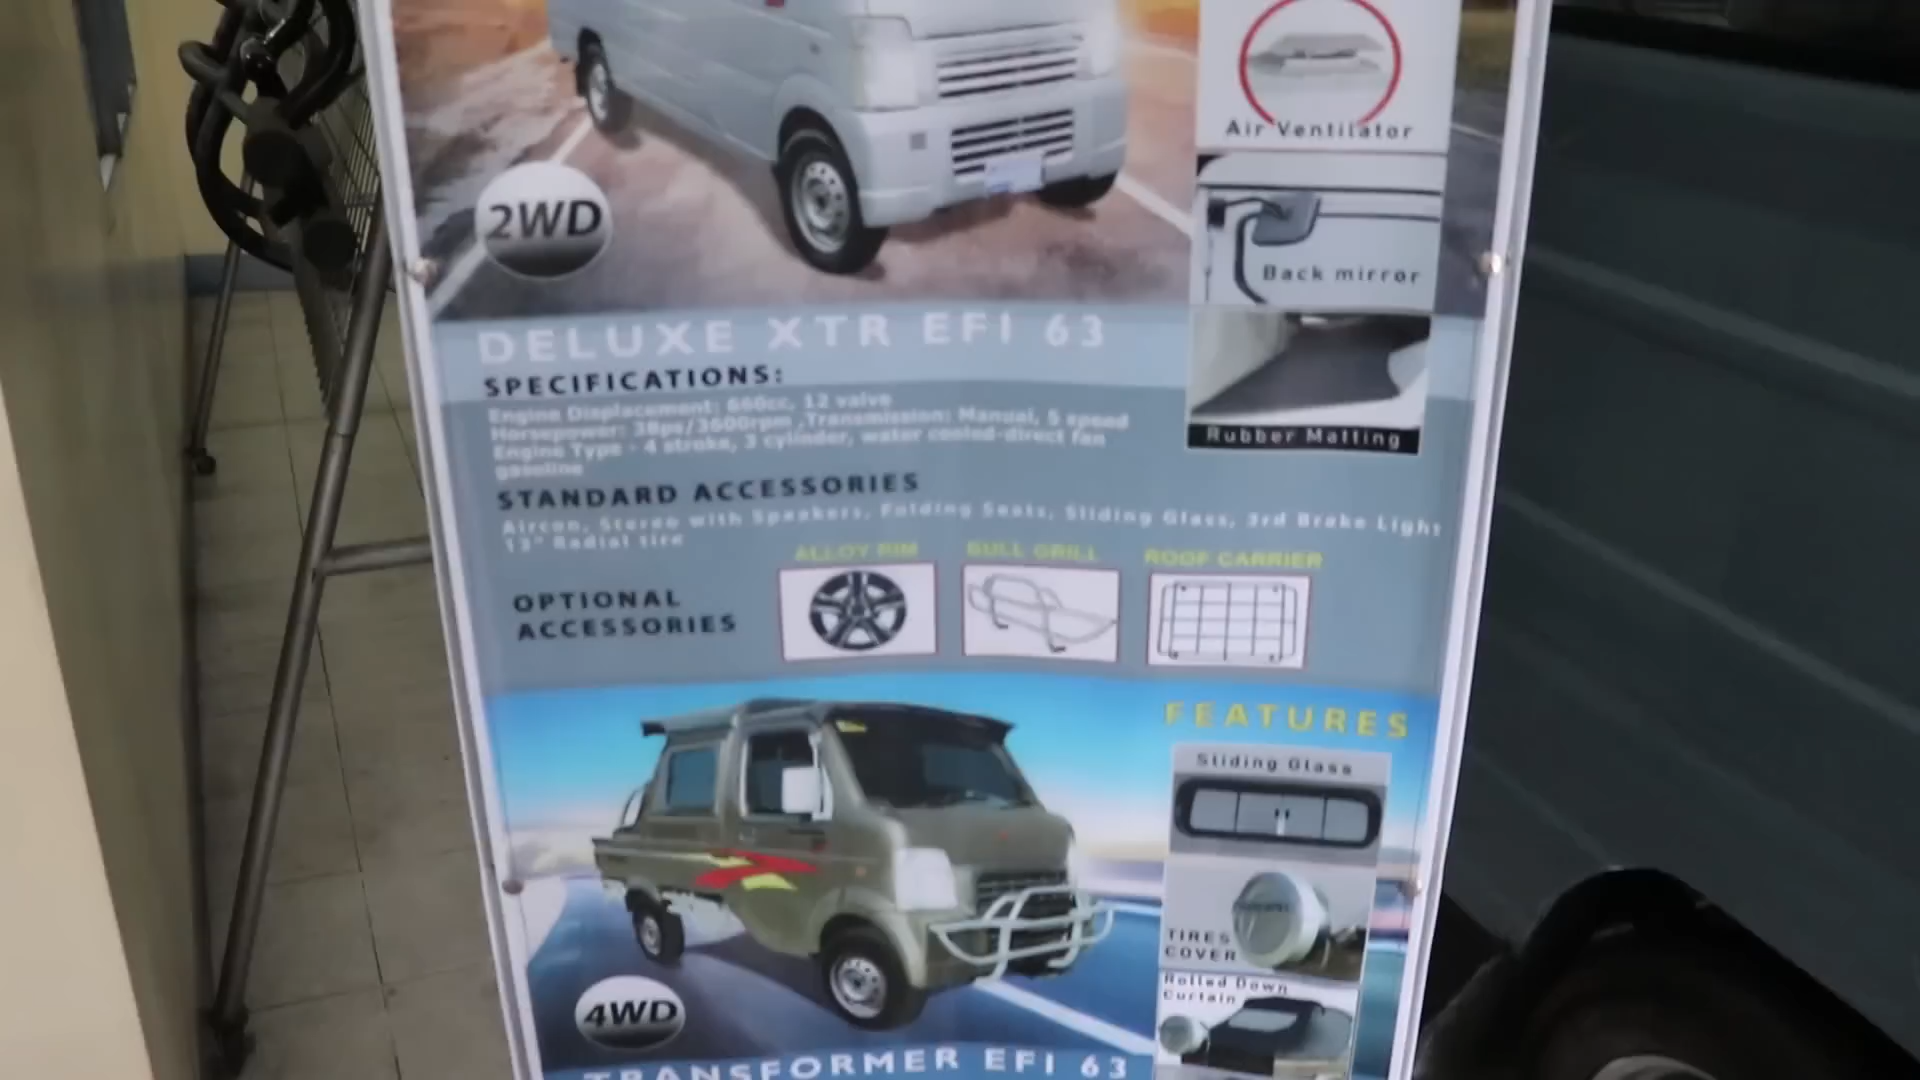 Air Ventilator
Back mirror
2WD
DELUXE XTR EFI 63
SPECIFICATIONS:
Engine Displacement: 660cc, 12 valve
Horsepower: 38ps/3600rpm ,Transmission: Manual, 5 speed
Engine Type - 4 stroke, 3 cylinder, water cooled-direct fan
gasoline
Rubber Matting
STANDARD ACCESSORIES
Aircon, Stereo with Speakers, Folding Seats, Sliding Glass, 3rd Brake Light
13" Radial tire
OPTIONAL
ACCESSORIES
ALLOY RIM
BULL GRILL
ROOF CARRIER
FEATURES
Sliding Glass
TIRES
COVER
Rolled Down
Curtain
4WD
TRANSFORMER EFI 63